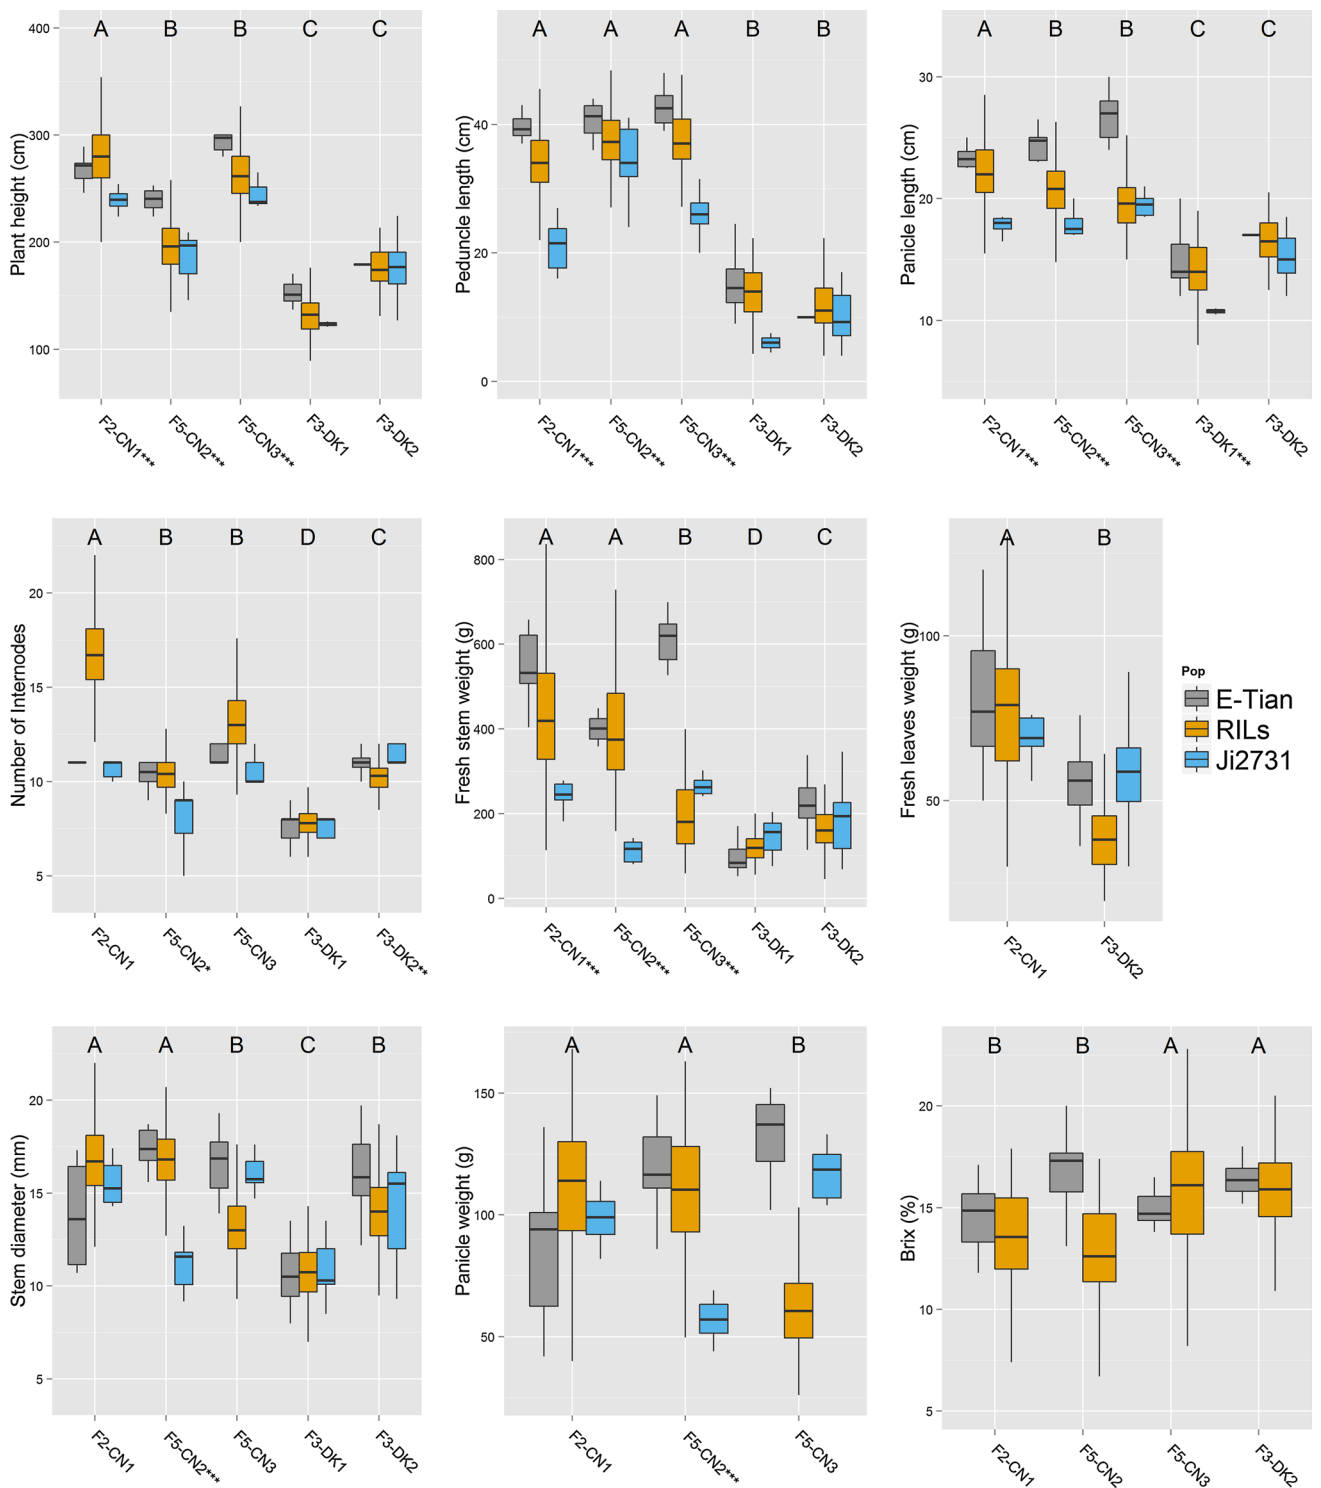 A B B C C
400
300
200
100
Plant height (cm)
F2-CN1***
F5-CN2***
F5-CN3***
F3-DK1
F3-DK2
A A A B B
40
20
0
Peduncle length (cm)
F2-CN1***
F5-CN2***
F5-CN3***
F3-DK1
F3-DK2
A B B C C
30
20
10
Panicle length (cm)
F2-CN1***
F5-CN2***
F5-CN3***
F3-DK1***
F3-DK2
A B B D C
20
15
10
5
Number of Internodes
F2-CN1
F5-CN2*
F5-CN3
F3-DK1
F3-DK2**
A A B D C
800
600
400
200
0
Fresh stem weight (g)
F2-CN1***
F5-CN2***
F5-CN3***
F3-DK1
F3-DK2
A B
100
50
Fresh leaves weight (g)
F2-CN1
F3-DK2
Pop
E-Tian
RILs
Ji2731
A A B C B
20
15
10
5
Stem diameter (mm)
F2-CN1
F5-CN2***
F5-CN3
F3-DK1
F3-DK2
A A B
150
100
50
Panicle weight (g)
F2-CN1
F5-CN2***
F5-CN3
B B A A
20
15
10
5
Brix (%)
F2-CN1
F5-CN2
F5-CN3
F3-DK2